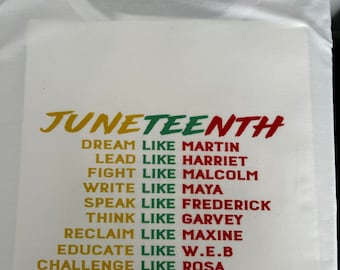 JUNETEENTH
DREAM LIKE MARTIN
LEAD LIKE HARRIET
FIGHT LIKE MALCOLM
WRITE LIKE MAYA
SPEAK LIKE FREDERICK
THINK LIKE GARVEY
RECLAIM LIKE MAXINE
EDUCATE LIKE W.E.B
CHALLENGE LIKE ROSA